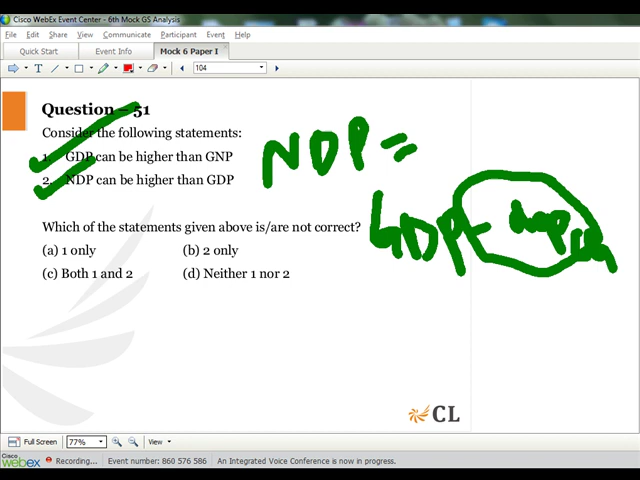 Cisco WebEx Event Center - 6th Mock GS Analysis
File Edit Share View Communicate Participant Event Help
Quick Start Event Info Mock 6 Paper I
T 104
Question – 51
Consider the following statements:
1. GDP can be higher than GNP
2. NDP can be higher than GDP
NDP =
GDP -
Which of the statements given above is/are not correct?
(a) 1 only (b) 2 only
(c) Both 1 and 2 (d) Neither 1 nor 2
CL
Full Screen 77% View
Cisco webex Recording... Event number: 860 576 586 An Integrated Voice Conference is now in progress.